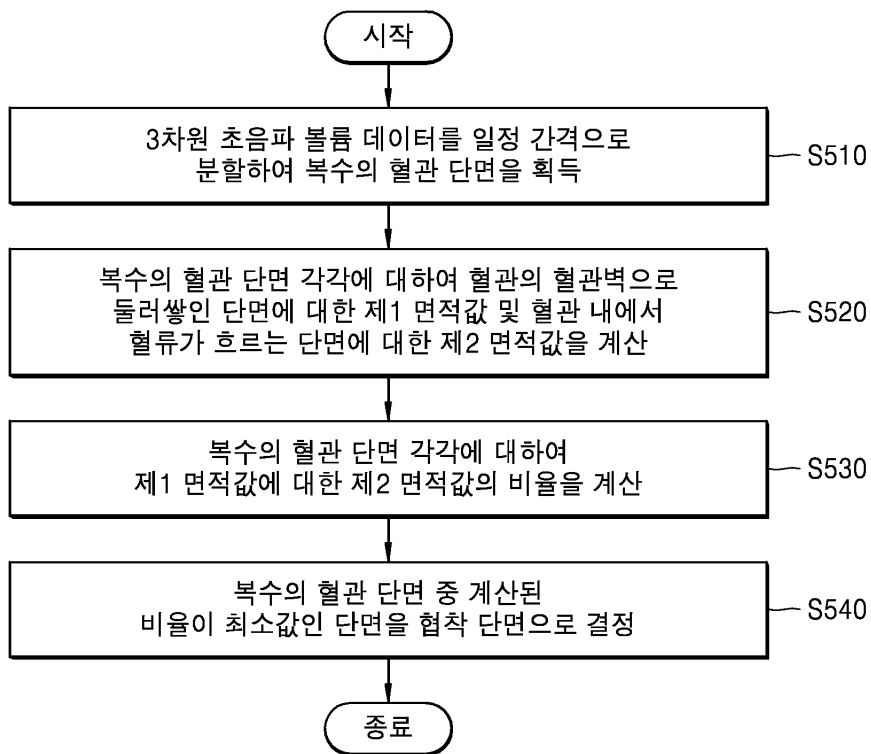 시작
3차원 초음파 볼륨 데이터를 일정 간격으로
분할하여 복수의 혈관 단면을 획득
S510
복수의 혈관 단면 각각에 대하여 혈관의 혈관벽으로
둘러쌓인 단면에 대한 제1 면적값 및 혈관 내에서
혈류가 흐르는 단면에 대한 제2 면적값을 계산
S520
복수의 혈관 단면 각각에 대하여
제1 면적값에 대한 제2 면적값의 비율을 계산
S530
복수의 혈관 단면 중 계산된
비율이 최소값인 단면을 협착 단면으로 결정
S540
종료